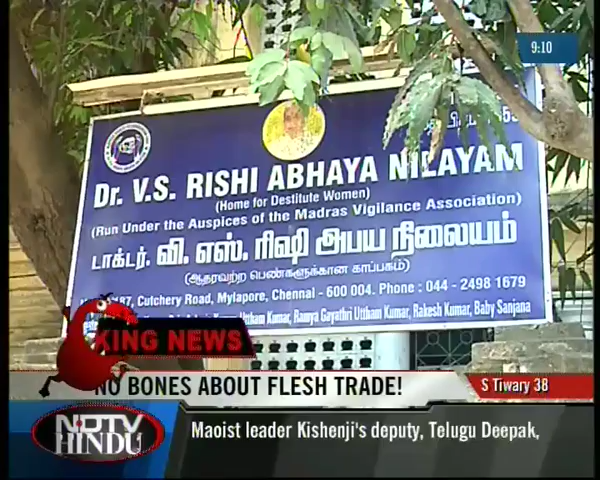 9:10
Dr. V.S. RISHI ABHAYA NILAYAM
(Home for Destitute Women)
(Run Under the Auspices of the Madras Vigilance Association)
டாக்டர். வி. எஸ். ரிஷி அபய நிலையம்
(ஆதரவற்ற பெண்களுக்கான காப்பகம்)
187, Cutchery Road, Mylapore, Chennai - 600 004. Phone : 044 - 2498 1679
Uttham Kumar, Ramya Gayathri Uttham Kumar, Rakesh Kumar, Baby Sanjana
KING NEWS
NO BONES ABOUT FLESH TRADE!
S Tiwary 38
NDTV
HINDU
Maoist leader Kishenji's deputy, Telugu Deepak,